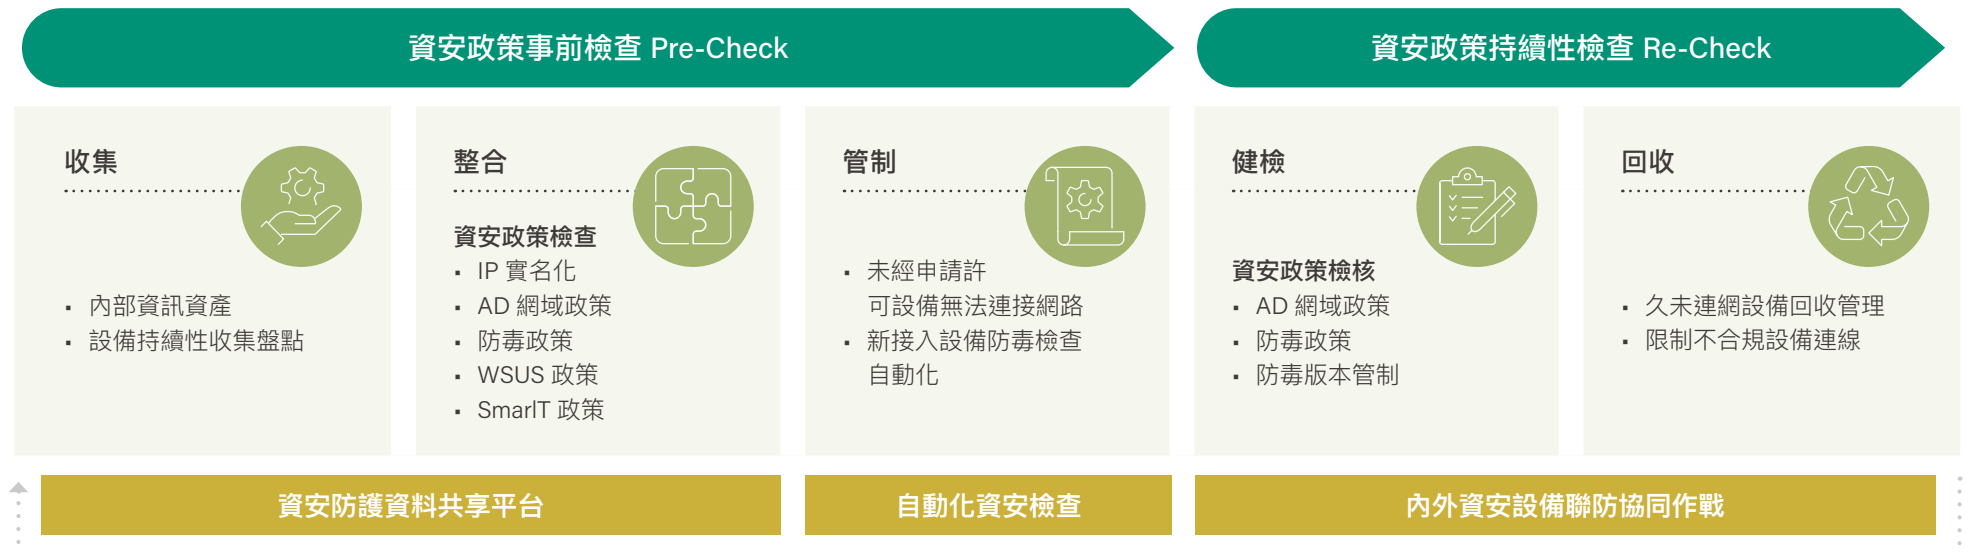 資安政策事前檢查 Pre-Check
資安政策持續性檢查 Re-Check
收集
▪ 內部資訊資產
▪ 設備持續性收集盤點
整合
資安政策檢查
▪ IP 實名化
▪ AD 網域政策
▪ 防毒政策
▪ WSUS 政策
▪ SmarIT 政策
管制
▪ 未經申請許
可設備無法連接網路
▪ 新接入設備防毒檢查
自動化
健檢
資安政策檢核
▪ AD 網域政策
▪ 防毒政策
▪ 防毒版本管制
回收
▪ 久未連網設備回收管理
▪ 限制不合規設備連線
資安防護資料共享平台
自動化資安檢查
內外資安設備聯防協同作戰